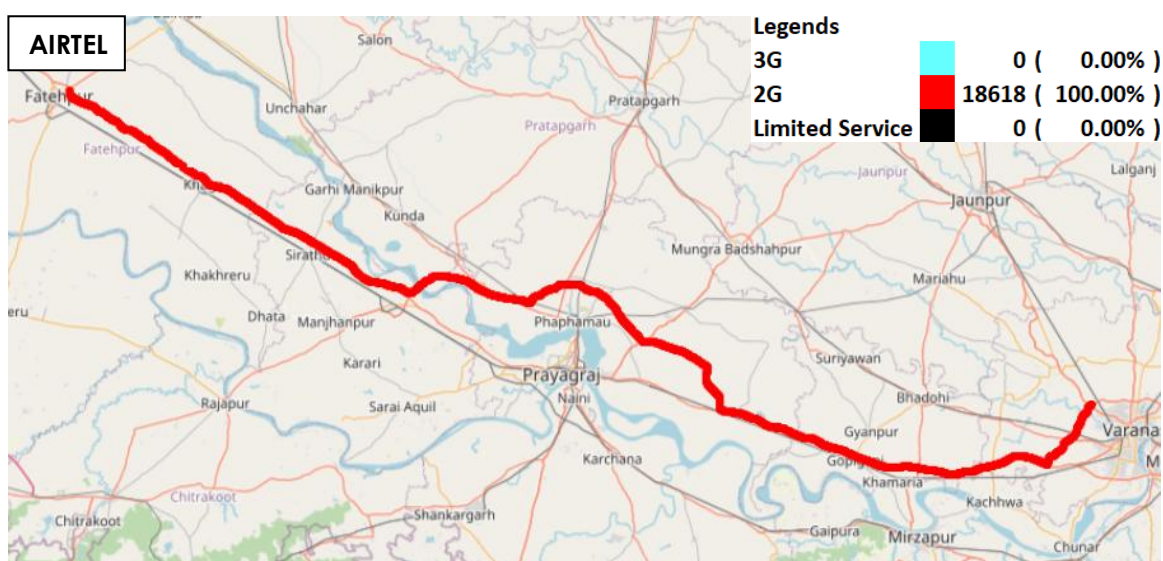 AIRTEL
Legends
3G 0 ( 0.00% )
2G 18618 ( 100.00% )
Limited Service 0 ( 0.00% )
Salon
Fatehpur
Unchahar
Pratapgarh
Pratapgarh
Fatehpur
Jaunpur
Lalganj
Garhi Manikpur
Jaunpur
Kunda
Mungra Badshahpur
Khakhreru
Mariahu
Dhata
Manjhanpur
Phaphamau
Karari
Suriyawan
Prayagraj
Rajapur
Sarai Aquil
Naini
Bhadohi
Gyanpur
Karchana
Khamaria
Kachhwa
Chitrakoot
Shankargarh
Chitrakoot
Gaipura
Mirzapur
Chunar